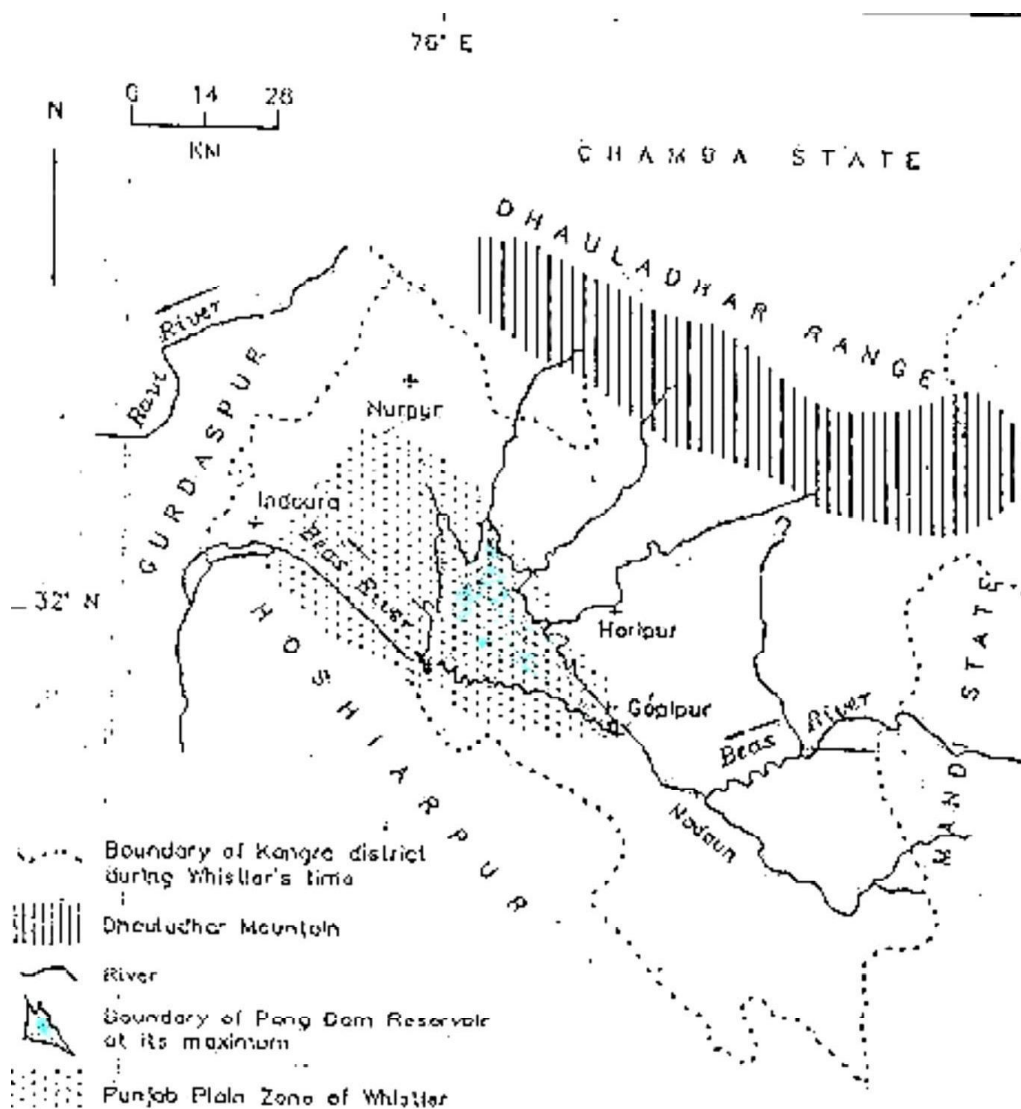 76° E
N
0 14 28
KM
CHAMBA STATE
DHAULADHAR RANGE
Ravi River
GURDASPUR
Nurpur
Indaura
Beas River
32° N
Haripur
HOSHIARPUR
Gopipur
Beas River
MANDI STATE
Nadaun
Boundary of Kangra district
during Whistler's time
Dhauladhar Mountain
River
Boundary of Pong Dam Reservoir
at its maximum
Punjab Plain Zone of Whistler